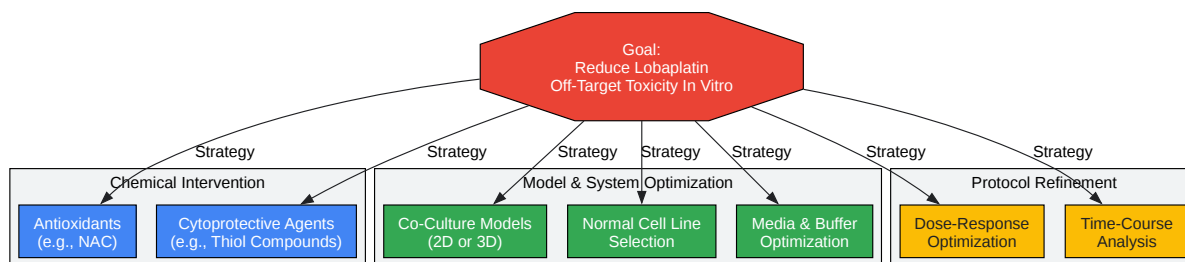 Goal:
Reduce Lobaplatin
Off-Target Toxicity In Vitro
Strategy
Strategy
Strategy
Strategy
Strategy
Strategy
Strategy
Chemical Intervention
Model & System Optimization
Protocol Refinement
Antioxidants
(e.g., NAC)
Cytoprotective Agents
(e.g., Thiol Compounds)
Co-Culture Models
(2D or 3D)
Normal Cell Line
Selection
Media & Buffer
Optimization
Dose-Response
Optimization
Time-Course
Analysis